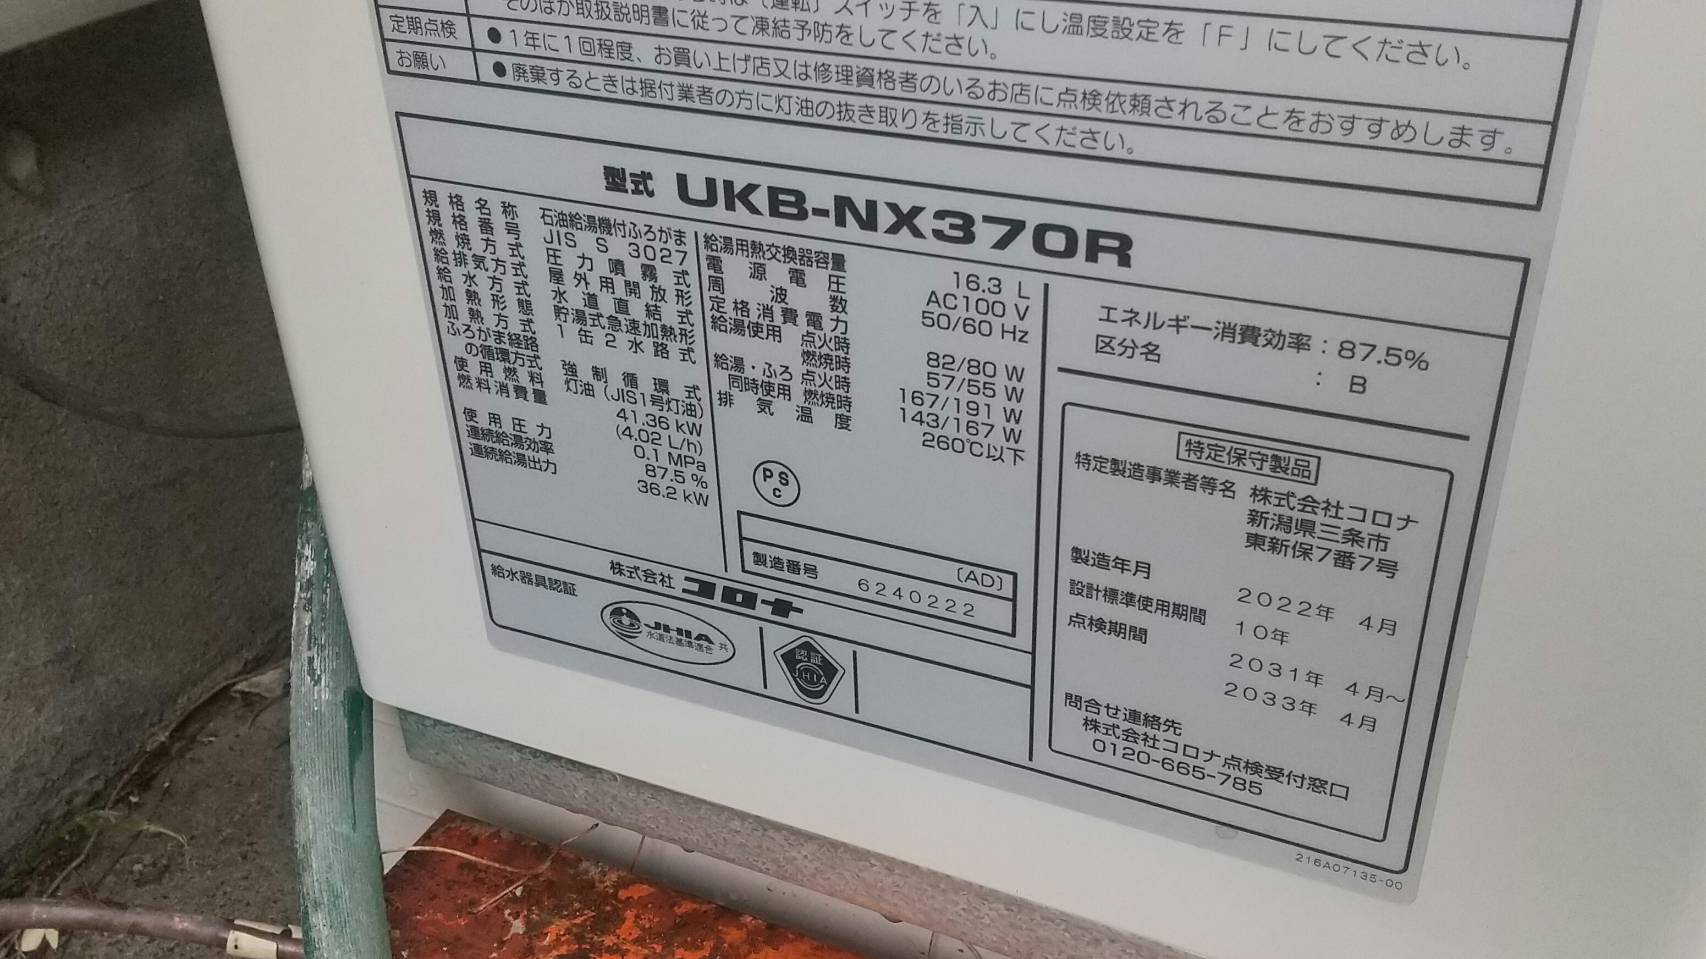 スイッチを「入」にし温度設定を「F」にしてください。
そのほか取扱説明書に従って凍結予防をしてください。
定期点検 ●1年に1回程度、お買い上げ店又は修理資格者のいるお店に点検依頼されることをおすすめします。
お願い ●廃棄するときは据付業者の方に灯油の抜き取りを指示してください。
型式 UKB-NX370R
規格名称 石油給湯機付ふろがま
規格番号 JIS S 3027
燃焼方式 圧力噴霧式
給排気方式 屋外用開放形
給水方式 水道直結式
加熱形態 貯湯式急速加熱形
加熱方式 1缶2水路式
ふろがま経路
の循環方式 強制循環式
使用燃料 灯油(JIS1号灯油)
燃料消費量 41.36 kW
(4.02 L/h)
使用圧力 0.1 MPa
連続給湯効率 87.5 %
連続給湯出力 36.2 kW
給湯用熱交換器容量 16.3 L
電源電圧 AC100 V
周波数 50/60 Hz
定格消費電力
給湯使用 点火時 82/80 W
燃焼時 57/55 W
給湯・ふろ 点火時 167/191 W
同時使用 燃焼時 143/167 W
排気温度 260℃以下
PS
C
製造番号 (AD)
6240222
株式会社 コロナ
給水器具認証
JHIA 共
水道法基準適合
認証
JHIA
エネルギー消費効率:87.5%
区分名 : B
特定保守製品
特定製造事業者等名 株式会社コロナ
新潟県三条市
東新保7番7号
製造年月 2022年 4月
設計標準使用期間 10年
点検期間 2031年 4月~
2033年 4月
問合せ連絡先
株式会社コロナ点検受付窓口
0120-665-785
216A07135-00